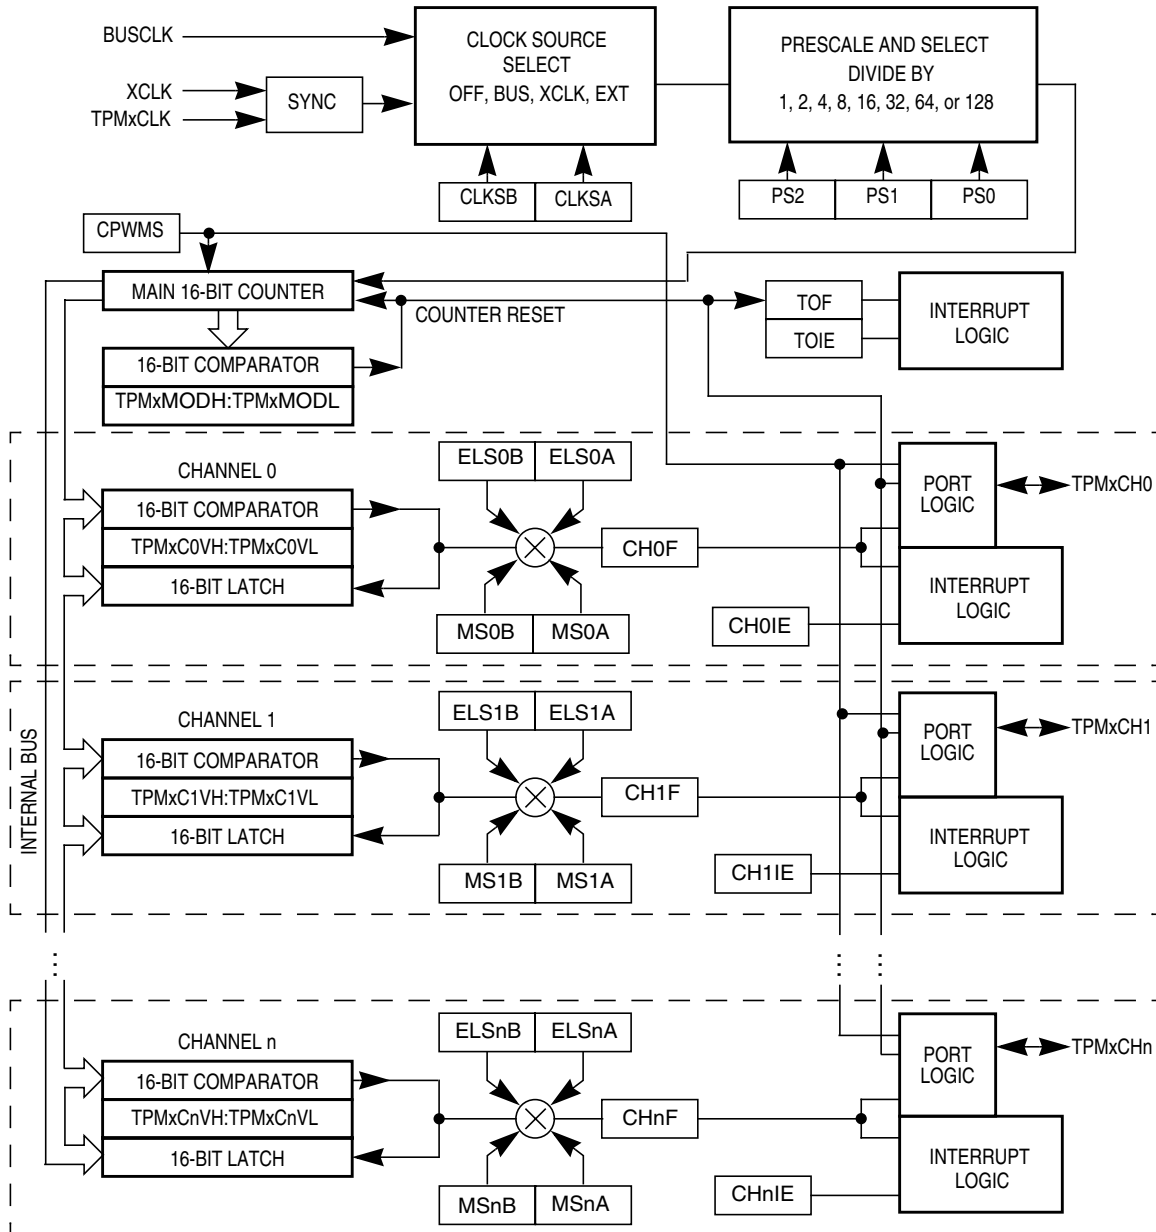 BUSCLK
XCLK
TPMxCLK
SYNC
CLOCK SOURCE
SELECT
OFF, BUS, XCLK, EXT
PRESCALE AND SELECT
DIVIDE BY
1, 2, 4, 8, 16, 32, 64, or 128
CLKSB
CLKSA
PS2
PS1
PS0
CPWMS
MAIN 16-BIT COUNTER
COUNTER RESET
TOF
TOIE
INTERRUPT
LOGIC
16-BIT COMPARATOR
TPMxMODH:TPMxMODL
INTERNAL BUS
CHANNEL 0
ELS0B
ELS0A
16-BIT COMPARATOR
TPMxC0VH:TPMxC0VL
16-BIT LATCH
CH0F
MS0B
MS0A
PORT
LOGIC
TPMxCH0
INTERRUPT
LOGIC
CH0IE
CHANNEL 1
ELS1B
ELS1A
16-BIT COMPARATOR
TPMxC1VH:TPMxC1VL
16-BIT LATCH
CH1F
MS1B
MS1A
PORT
LOGIC
TPMxCH1
INTERRUPT
LOGIC
CH1IE
...
... ...
CHANNEL n
ELSnB
ELSnA
16-BIT COMPARATOR
TPMxCnVH:TPMxCnVL
16-BIT LATCH
CHnF
MSnB
MSnA
PORT
LOGIC
TPMxCHn
INTERRUPT
LOGIC
CHnIE